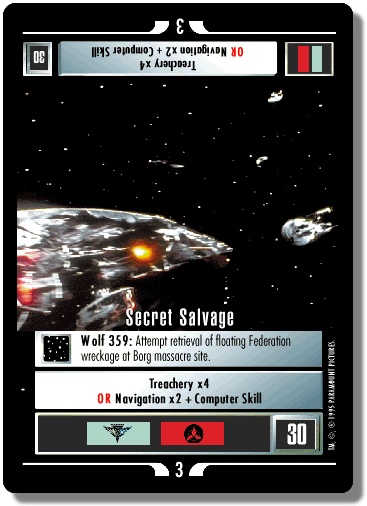 3
OR Navigation x2 + Computer Skill
Treachery x4
30
Secret Salvage
Wolf 359: Attempt retrieval of floating Federation
wreckage at Borg massacre site.
Treachery x4
OR Navigation x2 + Computer Skill
30
3
TM, ©, ® 1995 PARAMOUNT PICTURES.